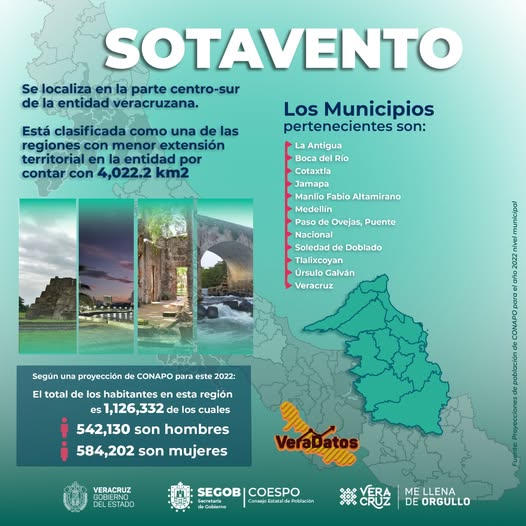 SOTAVENTO
Se localiza en la parte centro-sur
de la entidad veracruzana.
Está clasificada como una de las
regiones con menor extensión
territorial en la entidad por
contar con 4,022.2 km2
Los Municipios
pertenecientes son:
La Antigua
Boca del Río
Cotaxtla
Jamapa
Manlio Fabio Altamirano
Medellín
Paso de Ovejas, Puente
Nacional
Soledad de Doblado
Tlalixcoyan
Úrsulo Galván
Veracruz
Según una proyección de CONAPO para este 2022:
El total de los habitantes en esta región
es 1,126,332 de los cuales
542,130 son hombres
584,202 son mujeres
VeraDatos
Fuente: Proyecciones de población de CONAPO para el año 2022 nivel municipal
VERACRUZ
GOBIERNO
DEL ESTADO
SEGOB
Secretaría
de Gobierno
COESPO
Consejo Estatal de Población
VERA
CRUZ
ME LLENA
DE ORGULLO